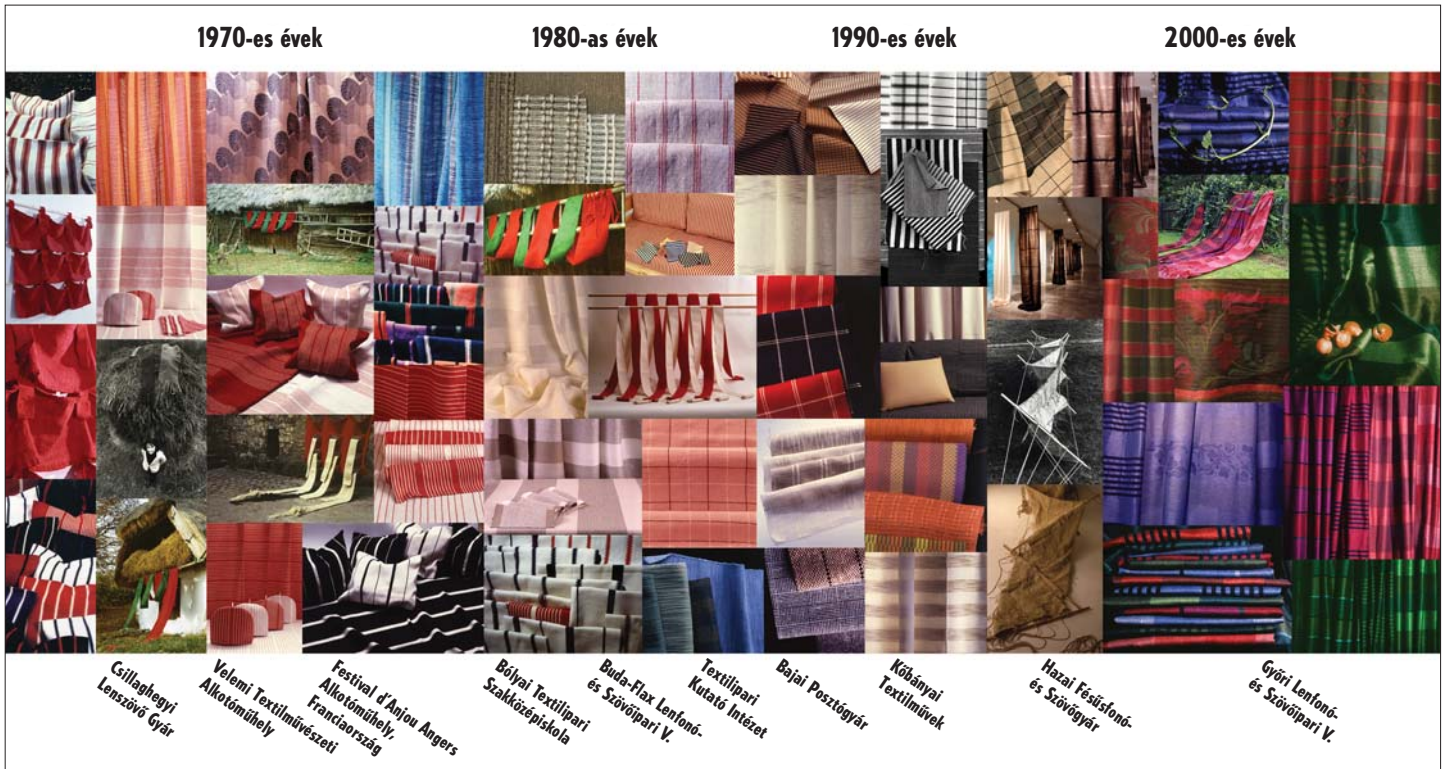 1970-es évek
1980-as évek
1990-es évek
2000-es évek
Csillaghegyi
Lenszövő Gyár
Velemi Textilművészeti
Alkotóműhely
Festival d'Anjou Angers
Alkotóműhely,
Franciaország
Bólyai Textilipari
Szakközépiskola
Buda-Flax Lenfonó-
és Szövőipari V.
Textilipari
Kutató Intézet
Bajai Posztógyár
Kőbányai
Textilművek
Hazai Fésűsfonó-
és Szövőgyár
Győri Lenfonó-
és Szövőipari V.